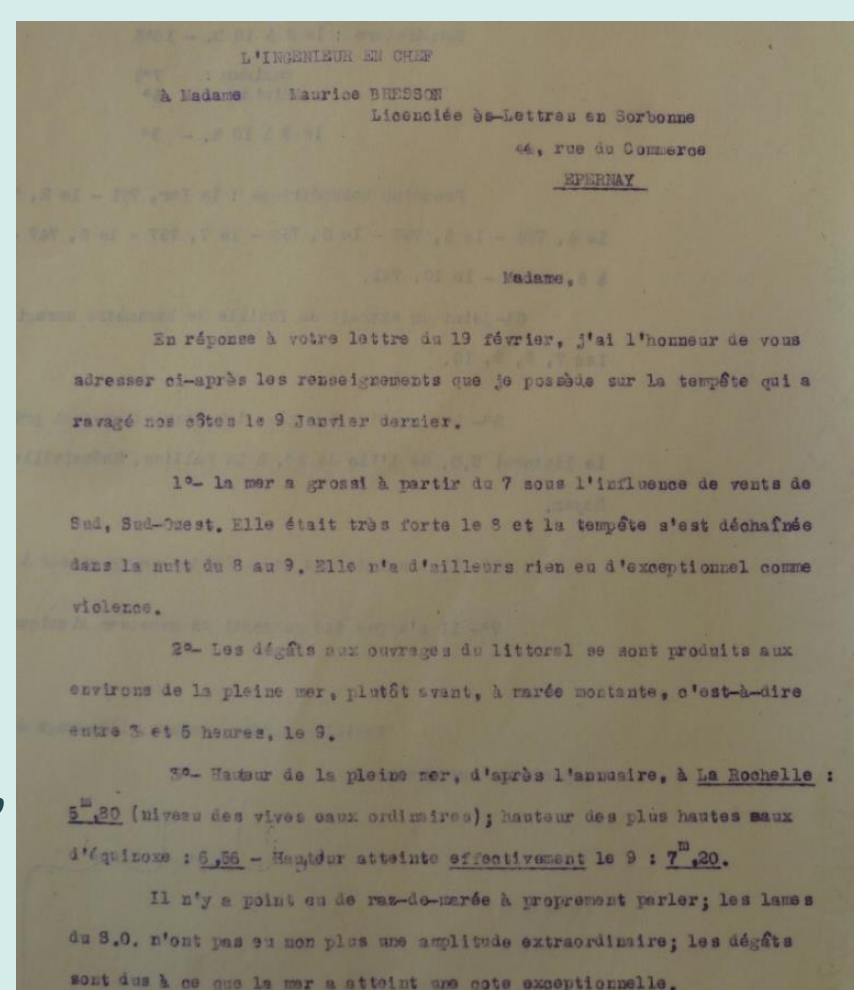 L'INGENIEUR EN CHEF
à Madame Maurice BRESSON
Licenciée ès-Lettres en Sorbonne
44, rue du Commerce
EPERNAY
Madame,
En réponse à votre lettre du 19 février, j'ai l'honneur de vous
adresser ci-après les renseignements que je possède sur la tempête qui a
ravagé nos côtes le 9 Janvier dernier.
1°- la mer a grossi à partir du 7 sous l'influence de vents de
Sud, Sud-Ouest. Elle était très forte le 8 et la tempête s'est déchaînée
dans la nuit du 8 au 9. Elle n'a d'ailleurs rien eu d'exceptionnel comme
violence.
2°- Les dégâts aux ouvrages du littoral se sont produits aux
environs de la pleine mer, plutôt avant, à marée montante, c'est-à-dire
entre 3 et 5 heures, le 9.
3°- Hauteur de la pleine mer, d'après l'annuaire, à La Rochelle :
5m,80 (niveau des vives eaux ordinaires); hauteur des plus hautes eaux
d'équinoxe : 6,56 - Hauteur atteinte effectivement le 9 : 7m,20.
Il n'y a point eu de raz-de-marée à proprement parler; les lames
du S.O. n'ont pas eu non plus une amplitude extraordinaire; les dégâts
sont dus à ce que la mer a atteint une cote exceptionnelle.